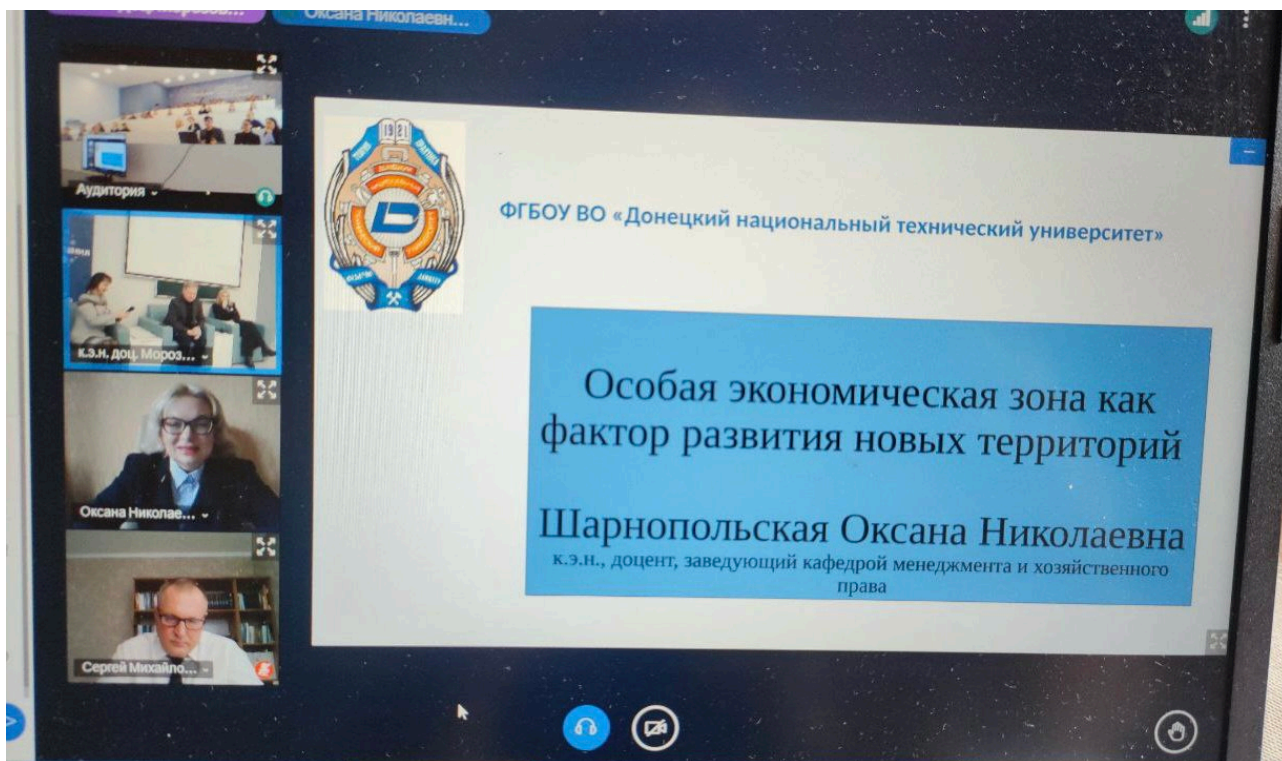 Оксана Николаевн...
Аудитория
к.э.н. доц. Мороз...
Оксана Николае...
Сергей Михайло...
1921
ФГБОУ ВО «Донецкий национальный технический университет»
Особая экономическая зона как
фактор развития новых территорий
Шарнопольская Оксана Николаевна
к.э.н., доцент, заведующий кафедрой менеджмента и хозяйственного
права